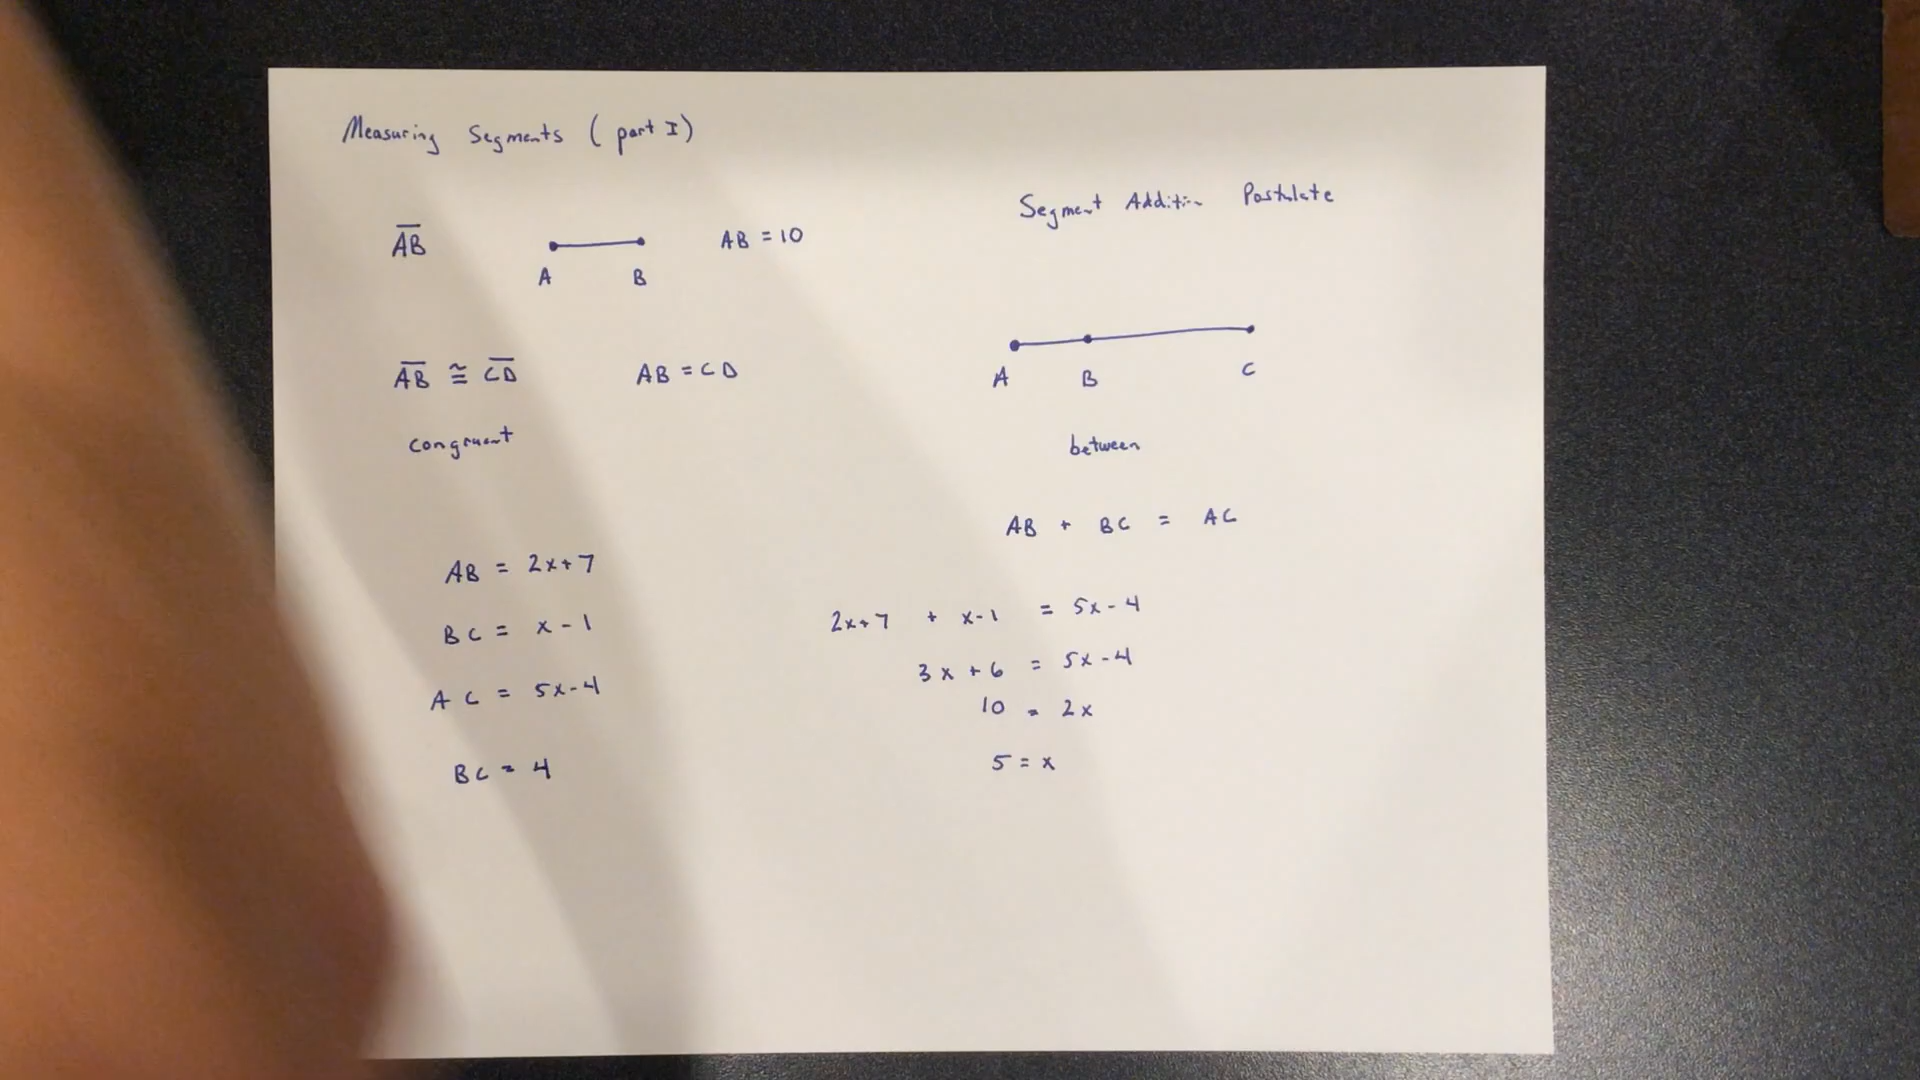 Measuring Segments (part I)
AB
A B
AB = 10
AB ≅ CD
AB = CD
congruent
AB = 2x+7
BC = x - 1
AC = 5x-4
BC = 4
Segment Addition Postulate
A B C
between
AB + BC = AC
2x+7 + x-1 = 5x-4
3x+6 = 5x-4
10 = 2x
5 = x